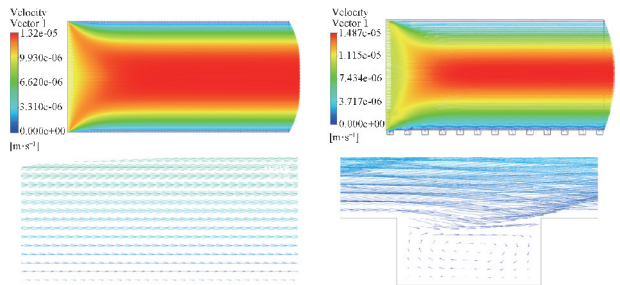 Velocity
Vector 1
1.32e-05
9.930e-06
6.620e-06
3.310e-06
0.000e+00
[m·s⁻¹]
Velocity
Vector 1
1.487e-05
1.115e-05
7.434e-06
3.717e-06
0.000e+00
[m·s⁻¹]